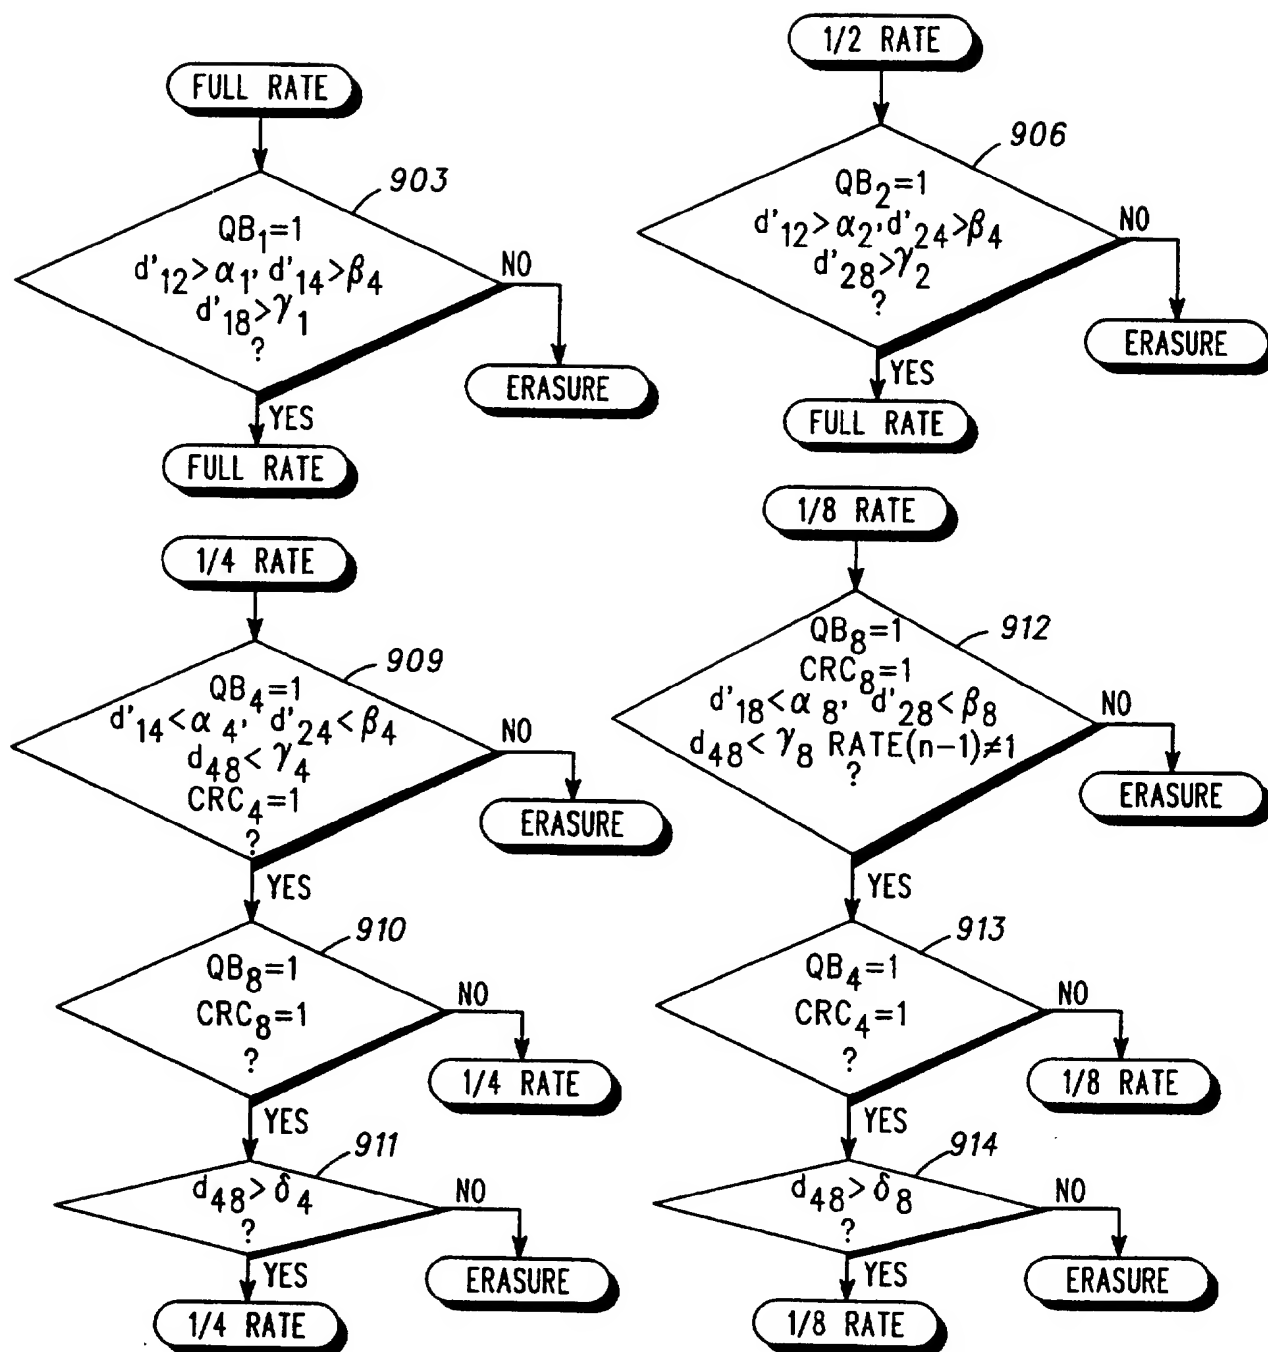 FULL RATE
903
QB₁=1
d'₁₂>α₁, d'₁₄>β₄
d'₁₈>γ₁
?
NO
ERASURE
YES
FULL RATE
1/2 RATE
906
QB₂=1
d'₁₂>α₂, d'₂₄>β₄
d'₂₈>γ₂
?
NO
ERASURE
YES
FULL RATE
1/4 RATE
909
QB₄=1
d'₁₄<α₄, d'₂₄<β₄
d₄₈<γ₄
CRC₄=1
?
NO
ERASURE
YES
910
QB₈=1
CRC₈=1
?
NO
1/4 RATE
YES
911
d₄₈>δ₄
?
NO
ERASURE
YES
1/4 RATE
1/8 RATE
912
QB₈=1
CRC₈=1
d'₁₈<α₈, d'₂₈<β₈
d₄₈<γ₈ RATE(n-1)≠1
?
NO
ERASURE
YES
913
QB₄=1
CRC₄=1
?
NO
1/8 RATE
YES
914
d₄₈>δ₈
?
NO
ERASURE
YES
1/8 RATE